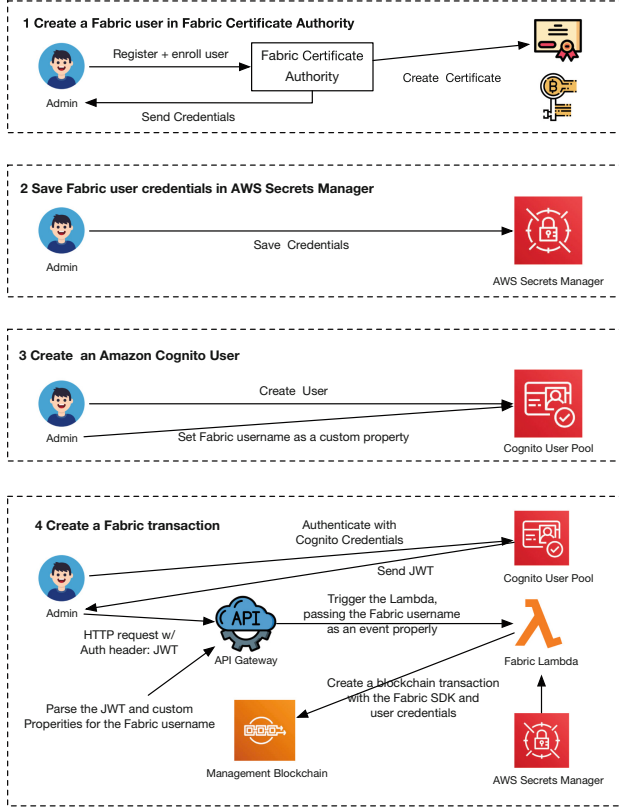 1 Create a Fabric user in Fabric Certificate Authority
Register + enroll user
Fabric Certificate
Authority
Create Certificate
Admin
Send Credentials
2 Save Fabric user credentials in AWS Secrets Manager
Save Credentials
Admin
AWS Secrets Manager
3 Create an Amazon Cognito User
Create User
Admin
Set Fabric username as a custom property
Cognito User Pool
4 Create a Fabric transaction
Authenticate with
Cognito Credentials
Send JWT
Cognito User Pool
Admin
Trigger the Lambda,
passing the Fabric username
as an event properly
API
HTTP request w/
Auth header: JWT
API Gateway
Fabric Lambda
Create a blockchain transaction
with the Fabric SDK and
user credentials
Parse the JWT and custom
Properities for the Fabric username
Management Blockchain
AWS Secrets Manager